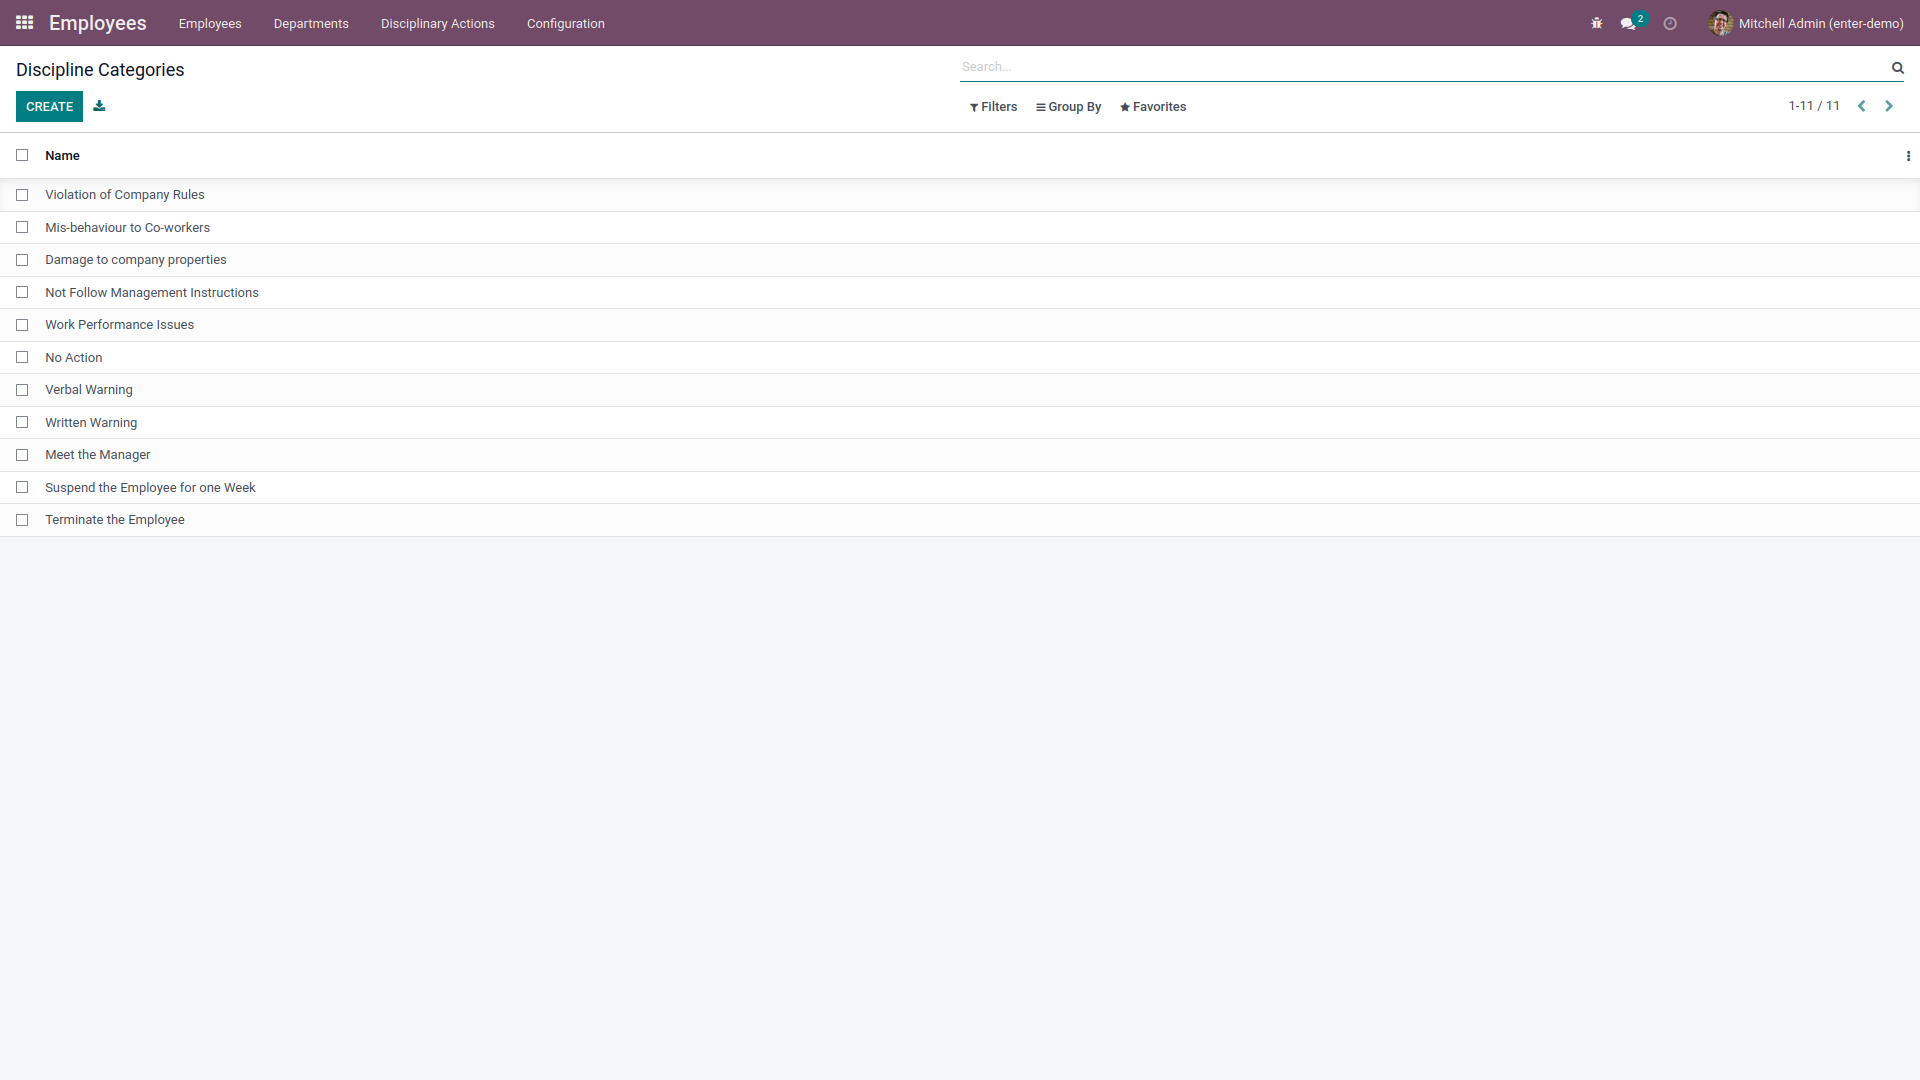 Employees Employees Departments Disciplinary Actions Configuration 2 Mitchell Admin (enter-demo)
Discipline Categories Search...
CREATE Filters Group By Favorites 1-11 / 11
Name
Violation of Company Rules
Mis-behaviour to Co-workers
Damage to company properties
Not Follow Management Instructions
Work Performance Issues
No Action
Verbal Warning
Written Warning
Meet the Manager
Suspend the Employee for one Week
Terminate the Employee